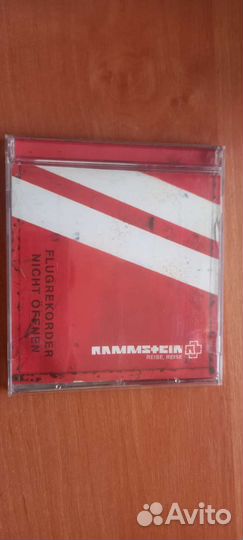 FLUGREKORDER
NICHT ÖFFNEN
RAMMSTEIN
REISE, REISE
Avito